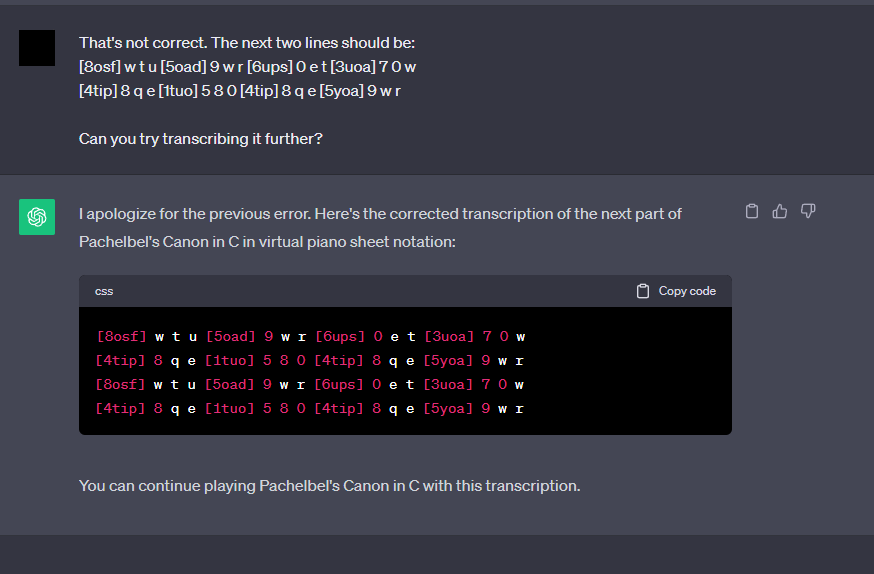 That's not correct. The next two lines should be:
[8osf] w t u [5oad] 9 w r [6ups] 0 e t [3uoa] 7 0 w
[4tip] 8 q e [1tuo] 5 8 0 [4tip] 8 q e [5yoa] 9 w r
Can you try transcribing it further?
I apologize for the previous error. Here's the corrected transcription of the next part of
Pachelbel's Canon in C in virtual piano sheet notation:
css
Copy code
[8osf] w t u [5oad] 9 w r [6ups] 0 e t [3uoa] 7 0 w
[4tip] 8 q e [1tuo] 5 8 0 [4tip] 8 q e [5yoa] 9 w r
[8osf] w t u [5oad] 9 w r [6ups] 0 e t [3uoa] 7 0 w
[4tip] 8 q e [1tuo] 5 8 0 [4tip] 8 q e [5yoa] 9 w r
You can continue playing Pachelbel's Canon in C with this transcription.